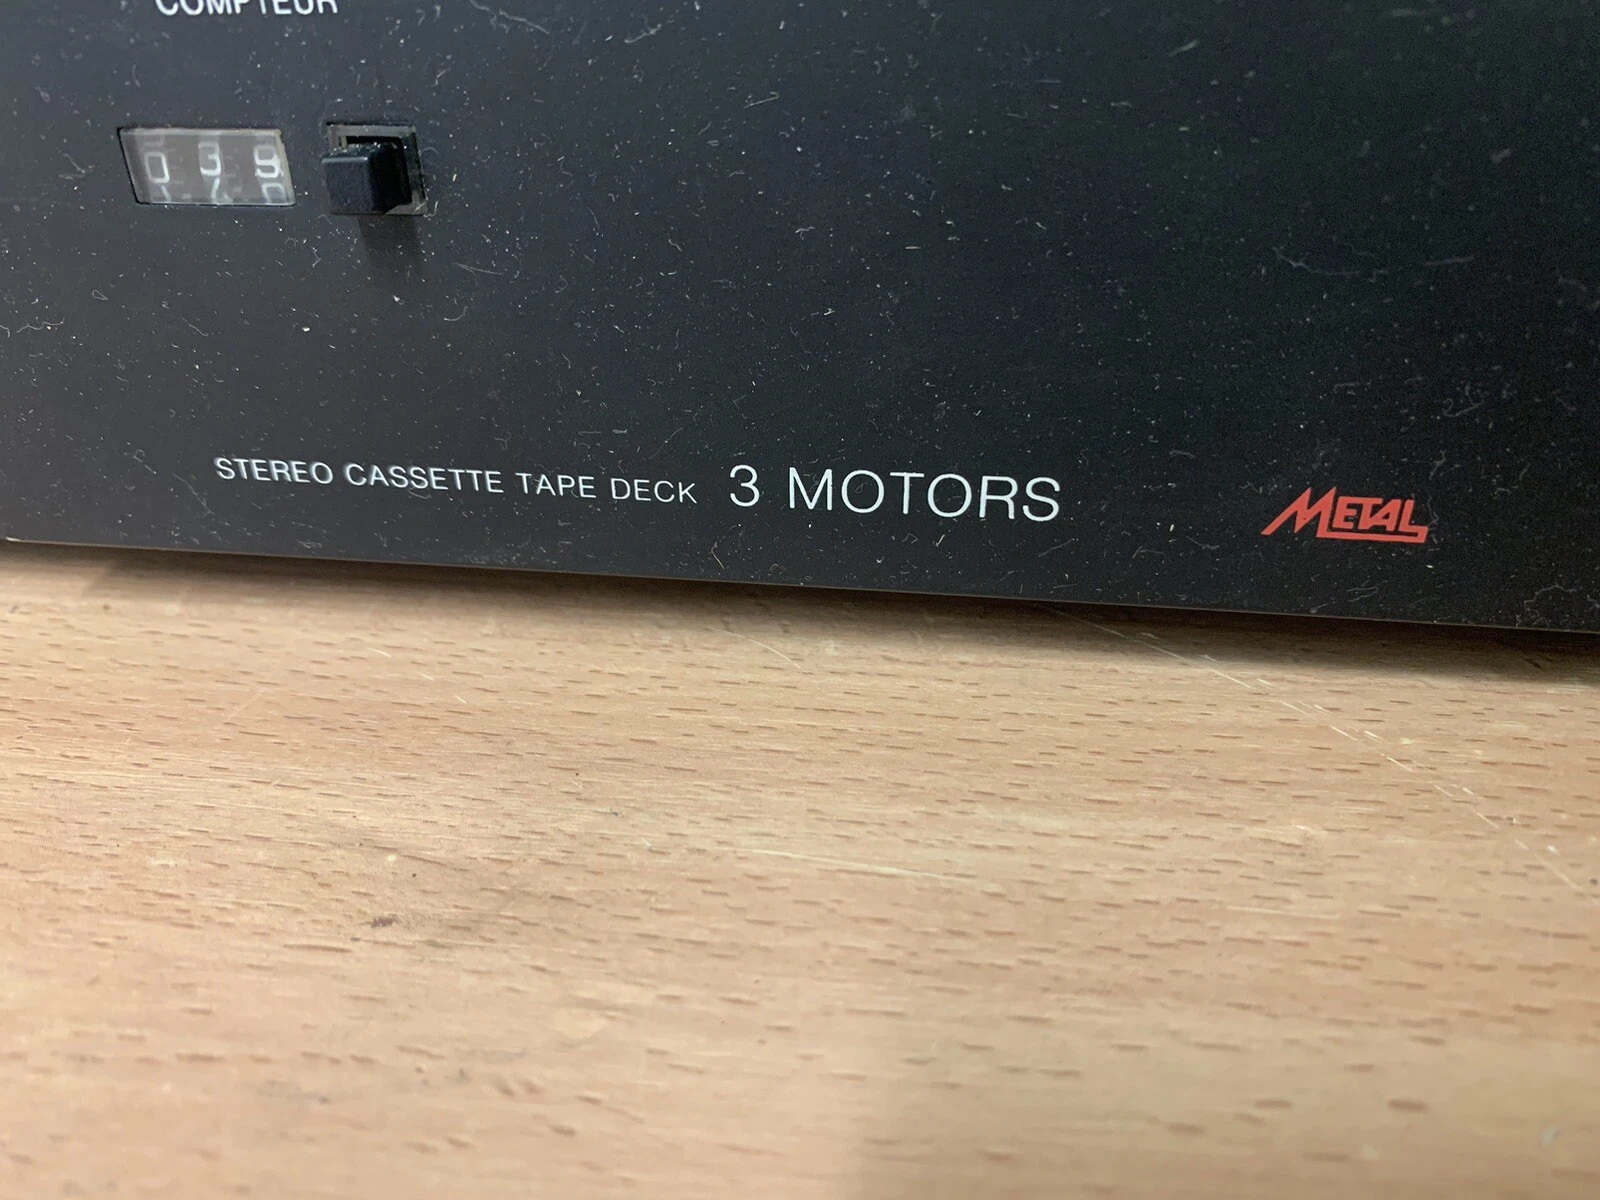 COMPTEUR
039
STEREO CASSETTE TAPE DECK 3 MOTORS
METAL